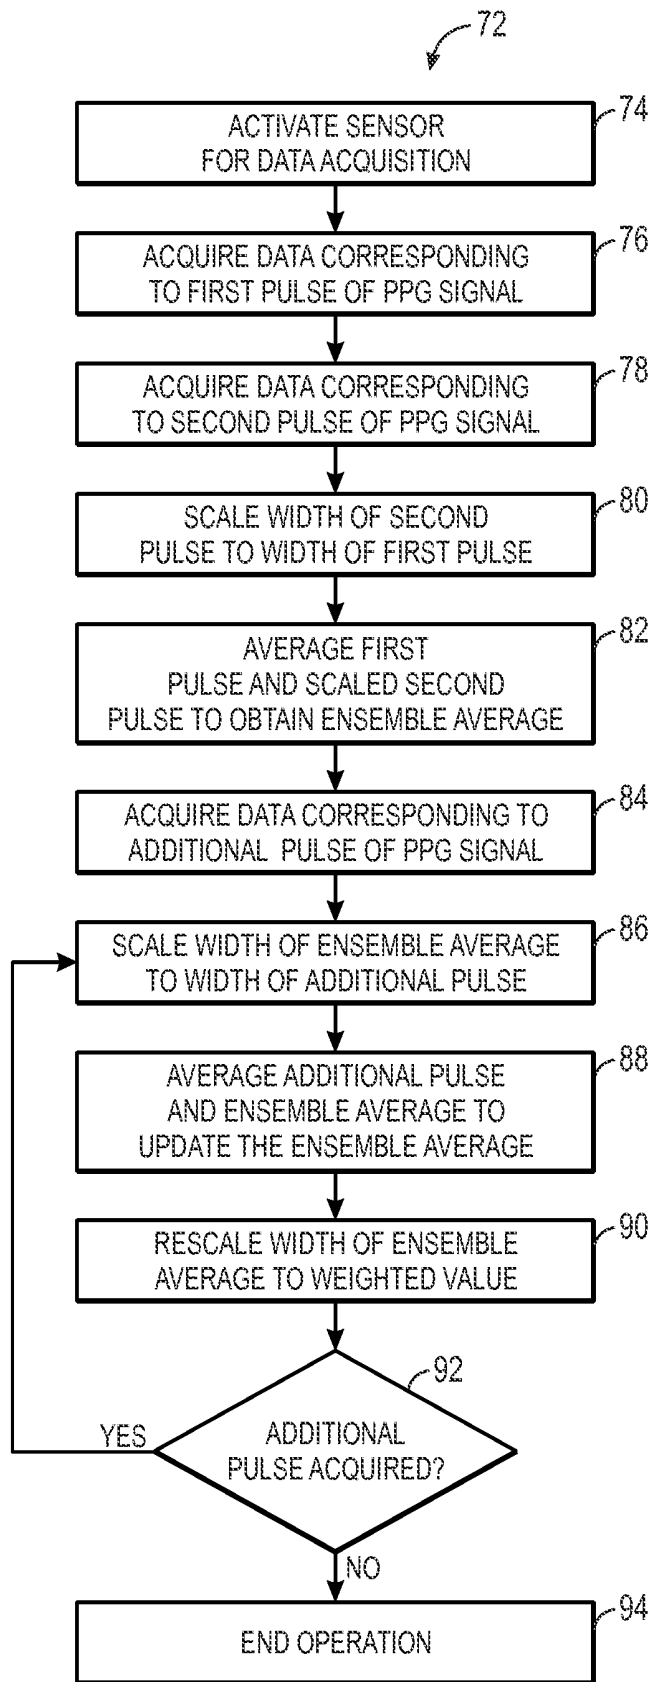 72
74
ACTIVATE SENSOR
FOR DATA ACQUISITION
76
ACQUIRE DATA CORRESPONDING
TO FIRST PULSE OF PPG SIGNAL
78
ACQUIRE DATA CORRESPONDING
TO SECOND PULSE OF PPG SIGNAL
80
SCALE WIDTH OF SECOND
PULSE TO WIDTH OF FIRST PULSE
82
AVERAGE FIRST
PULSE AND SCALED SECOND
PULSE TO OBTAIN ENSEMBLE AVERAGE
84
ACQUIRE DATA CORRESPONDING TO
ADDITIONAL PULSE OF PPG SIGNAL
86
SCALE WIDTH OF ENSEMBLE AVERAGE
TO WIDTH OF ADDITIONAL PULSE
88
AVERAGE ADDITIONAL PULSE
AND ENSEMBLE AVERAGE TO
UPDATE THE ENSEMBLE AVERAGE
90
RESCALE WIDTH OF ENSEMBLE
AVERAGE TO WEIGHTED VALUE
92
YES
ADDITIONAL
PULSE ACQUIRED?
NO
94
END OPERATION